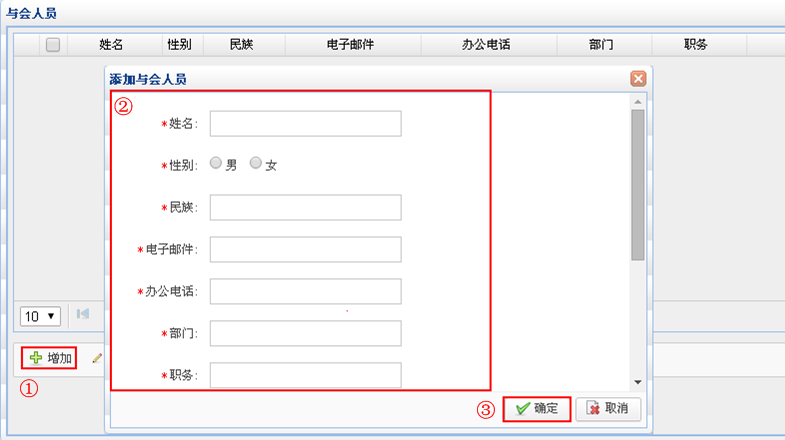 与会人员
姓名 性别 民族 电子邮件 办公电话 部门 职务
添加与会人员
②
*姓名:
*性别: 男 女
*民族:
*电子邮件:
*办公电话:
*部门:
*职务:
10
增加
①
③ 确定 取消